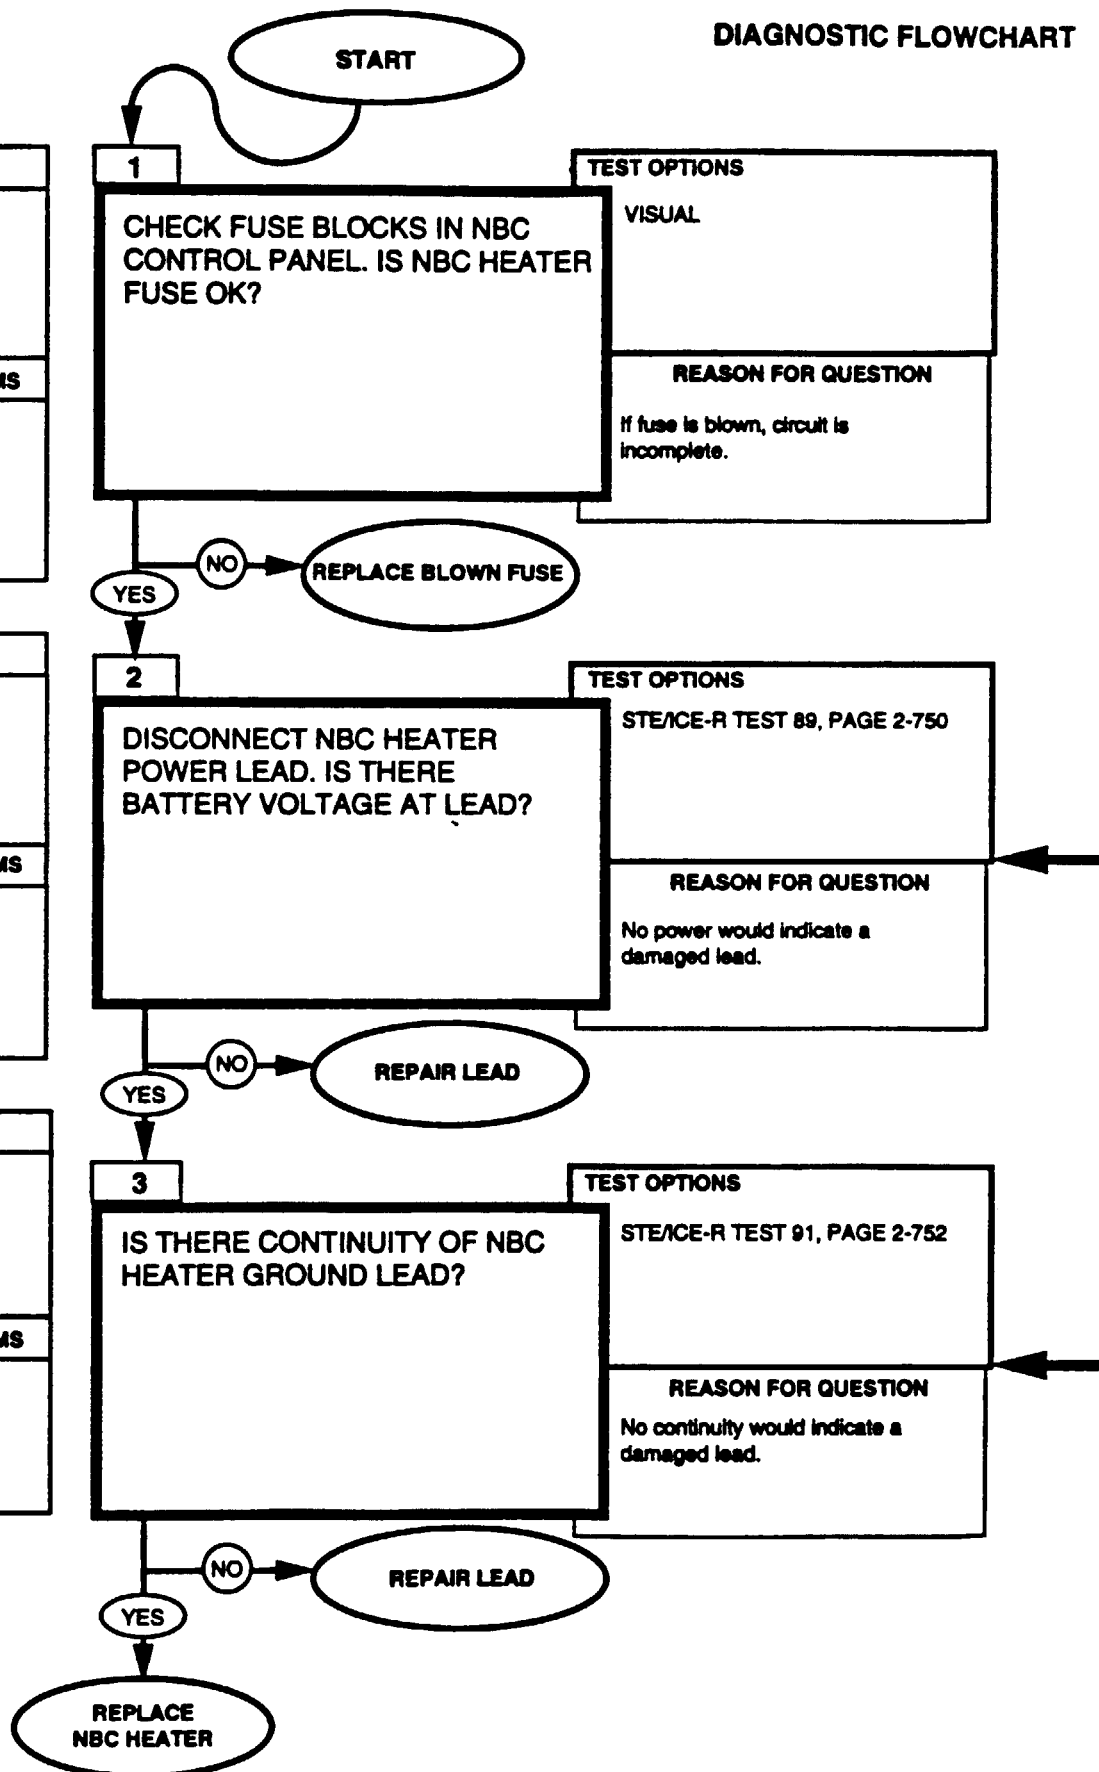 DIAGNOSTIC FLOWCHART
START
1
CHECK FUSE BLOCKS IN NBC
CONTROL PANEL. IS NBC HEATER
FUSE OK?
TEST OPTIONS
VISUAL
REASON FOR QUESTION
If fuse is blown, circuit is
incomplete.
MS
NO
REPLACE BLOWN FUSE
YES
2
DISCONNECT NBC HEATER
POWER LEAD. IS THERE
BATTERY VOLTAGE AT LEAD?
TEST OPTIONS
STE/ICE-R TEST 89, PAGE 2-750
REASON FOR QUESTION
No power would indicate a
damaged lead.
MS
NO
REPAIR LEAD
YES
3
IS THERE CONTINUITY OF NBC
HEATER GROUND LEAD?
TEST OPTIONS
STE/ICE-R TEST 91, PAGE 2-752
REASON FOR QUESTION
No continuity would indicate a
damaged lead.
MS
NO
REPAIR LEAD
YES
REPLACE
NBC HEATER